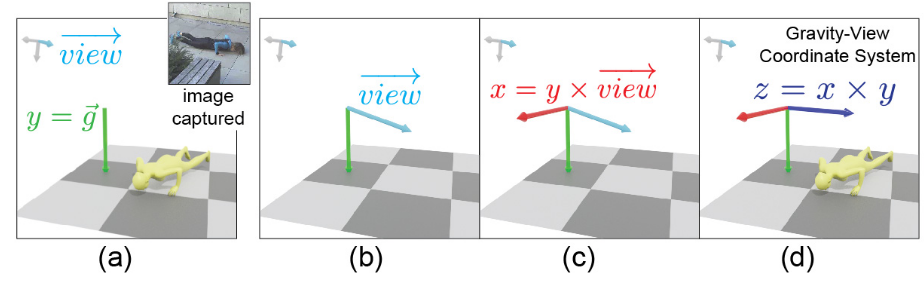 $\overrightarrow{view}$
image
captured
$y = \vec{g}$
(a)
$\overrightarrow{view}$
(b)
$x = y \times \overrightarrow{view}$
(c)
Gravity-View
Coordinate System
$z = x \times y$
(d)